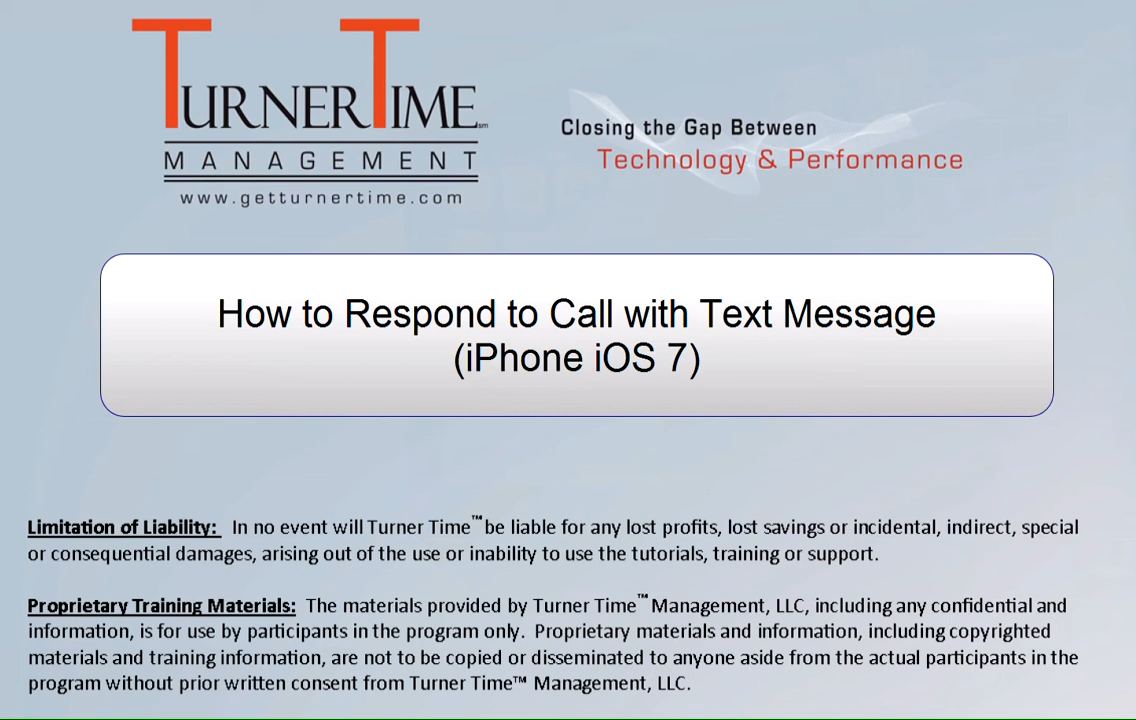 TURNERTIME℠
MANAGEMENT
www.getturnertime.com
Closing the Gap Between
Technology & Performance
How to Respond to Call with Text Message
(iPhone iOS 7)
Limitation of Liability: In no event will Turner Time™ be liable for any lost profits, lost savings or incidental, indirect, special
or consequential damages, arising out of the use or inability to use the tutorials, training or support.
Proprietary Training Materials: The materials provided by Turner Time™ Management, LLC, including any confidential and
information, is for use by participants in the program only. Proprietary materials and information, including copyrighted
materials and training information, are not to be copied or disseminated to anyone aside from the actual participants in the
program without prior written consent from Turner Time™ Management, LLC.